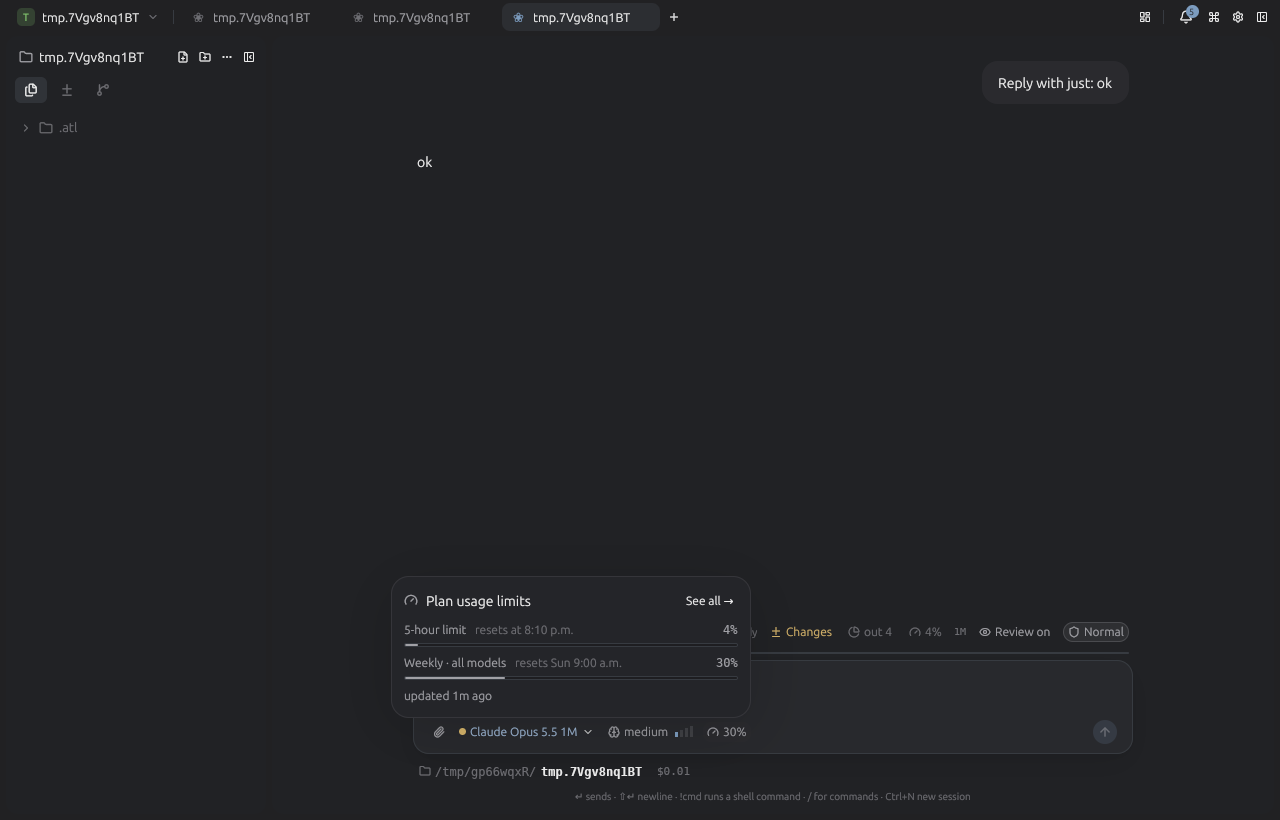 T tmp.7Vgv8nq1BT tmp.7Vgv8nq1BT tmp.7Vgv8nq1BT tmp.7Vgv8nq1BT + 5
tmp.7Vgv8nq1BT
.atl
Reply with just: ok
ok
Plan usage limits See all →
5-hour limit resets at 8:10 p.m. 4%
Weekly · all models resets Sun 9:00 a.m. 30%
updated 1m ago
y ± Changes out 4 4% 1M Review on Normal
Claude Opus 5.5 1M medium 30%
/tmp/gp66wqxR/ tmp.7Vgv8nq1BT $0.01
↵ sends · ⇧↵ newline · !cmd runs a shell command · / for commands · Ctrl+N new session